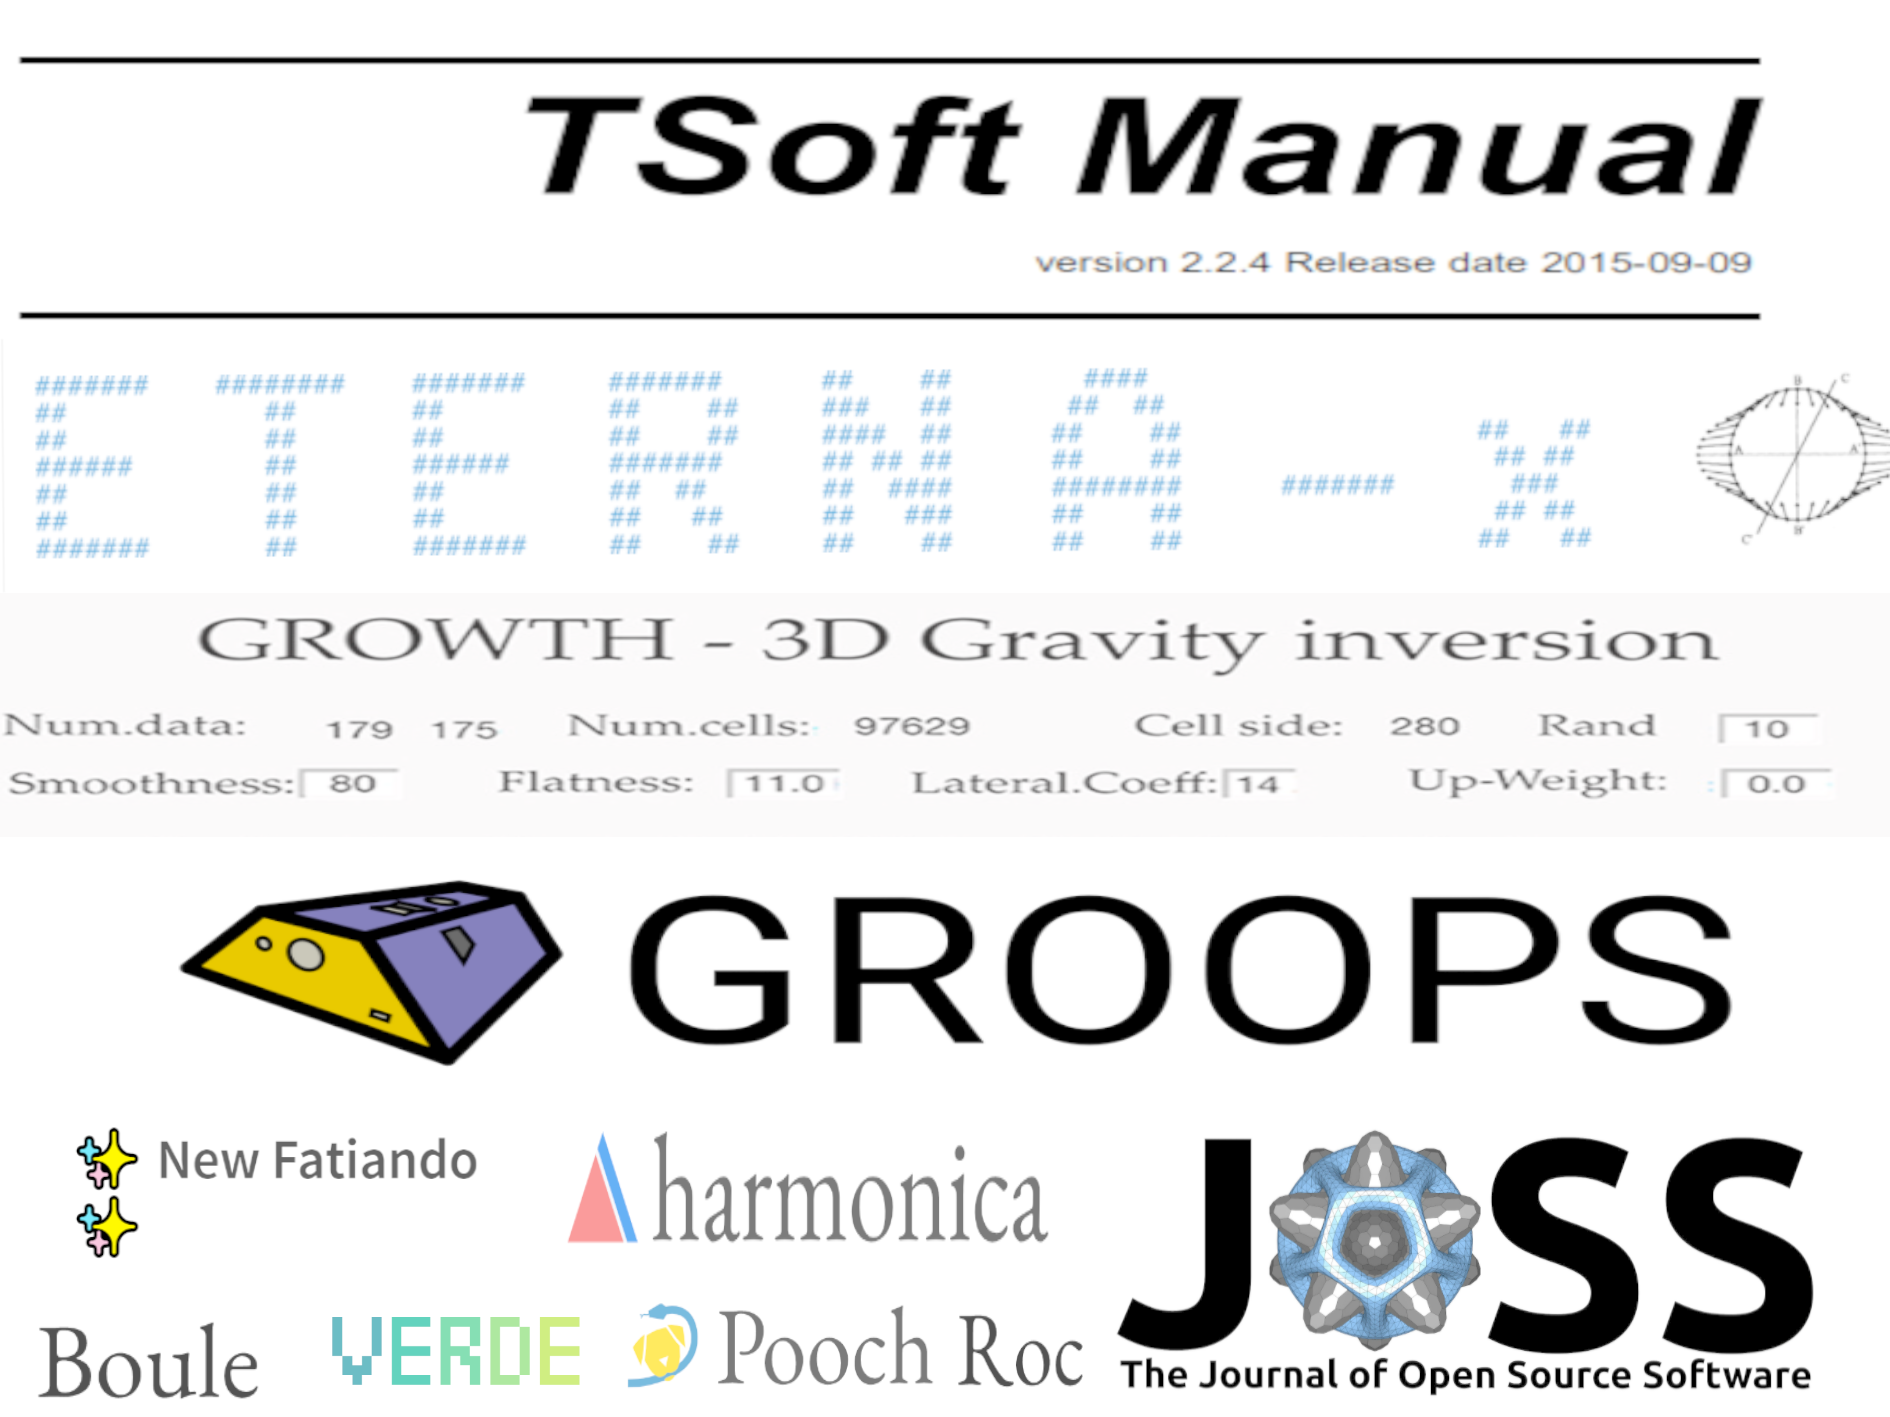 TSoft Manual
version 2.2.4 Release date 2015-09-09
ETERNA-x
B C
A A'
C' B'
GROWTH - 3D Gravity inversion
Num.data: 179 175 Num.cells: 97629 Cell side: 280 Rand 10
Smoothness: 80 Flatness: 11.0 Lateral.Coeff: 14 Up-Weight: 0.0
GROOPS
New Fatiando
harmonica
JOSS
The Journal of Open Source Software
Boule VERDE Pooch Roc